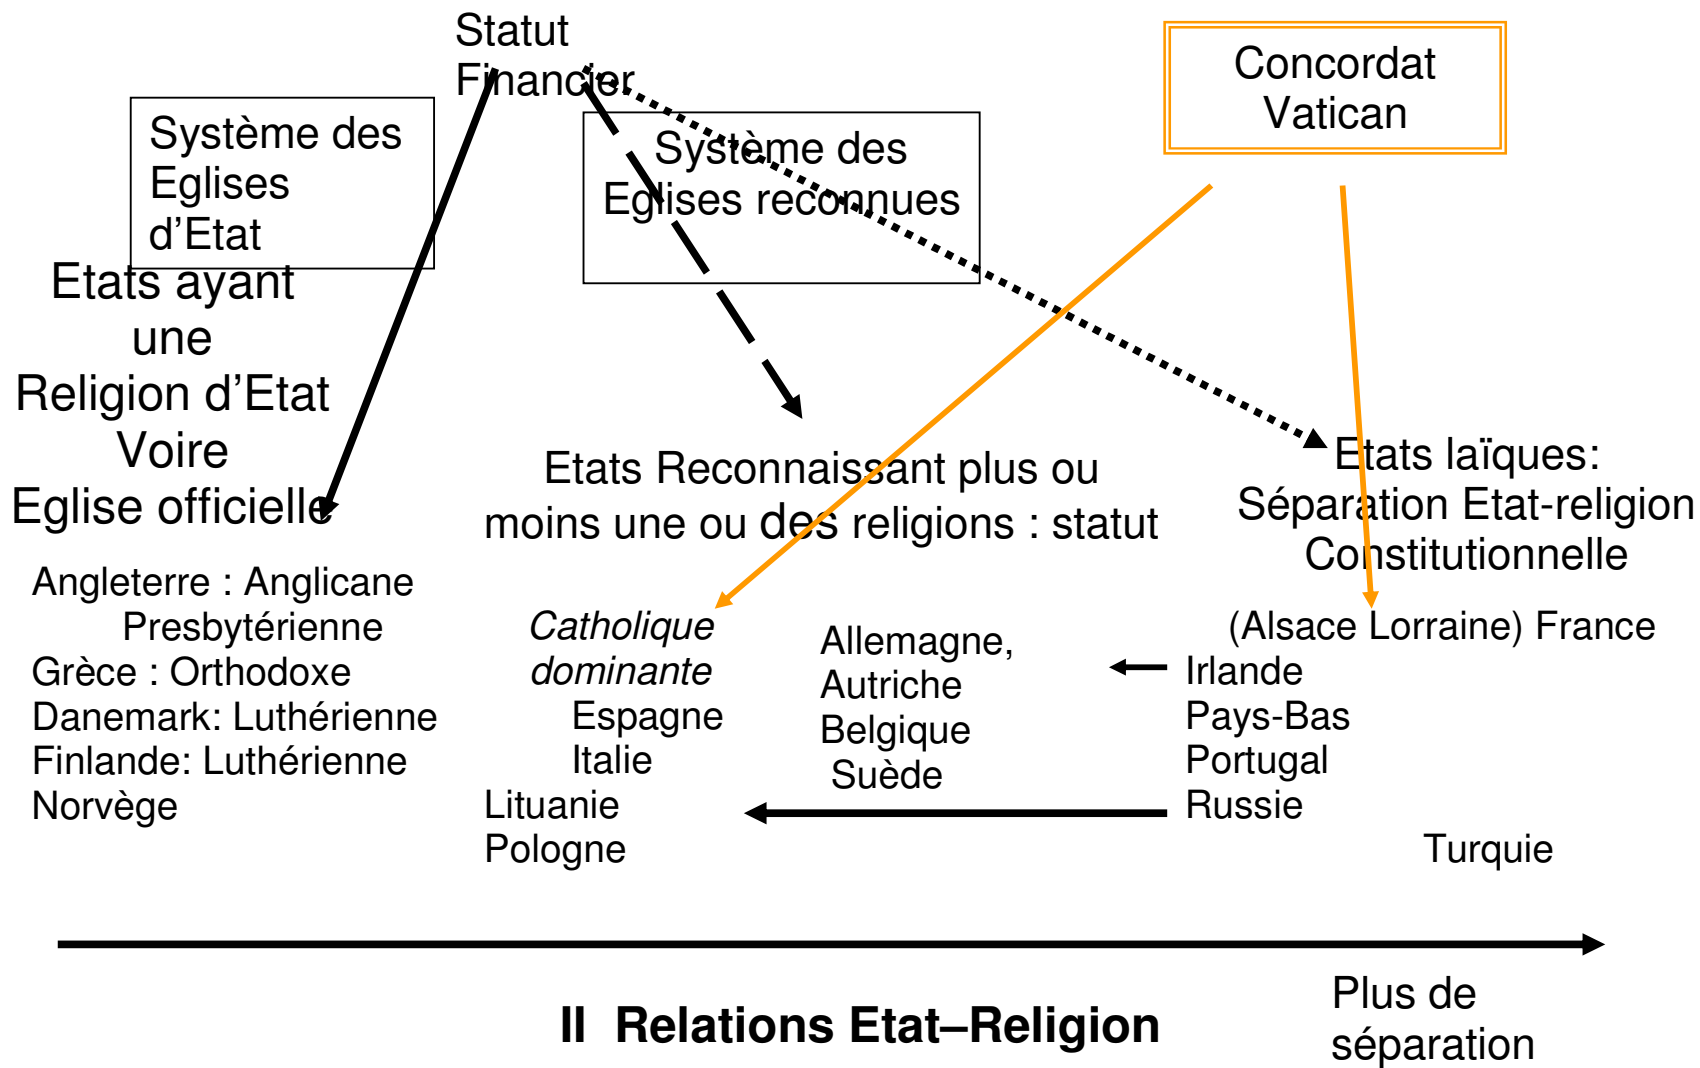 Statut
Financier
Concordat
Vatican
Système des
Eglises
d'Etat
Système des
Eglises reconnues
Etats ayant
une
Religion d'Etat
Voire
Eglise officielle
Etats Reconnaissant plus ou
moins une ou des religions : statut
Etats laïques:
Séparation Etat-religion
Constitutionnelle
Angleterre : Anglicane
Presbytérienne
Grèce : Orthodoxe
Danemark: Luthérienne
Finlande: Luthérienne
Norvège
Catholique
dominante
Espagne
Italie
Lituanie
Pologne
Allemagne,
Autriche
Belgique
Suède
(Alsace Lorraine) France
Irlande
Pays-Bas
Portugal
Russie
Turquie
II Relations Etat–Religion
Plus de
séparation